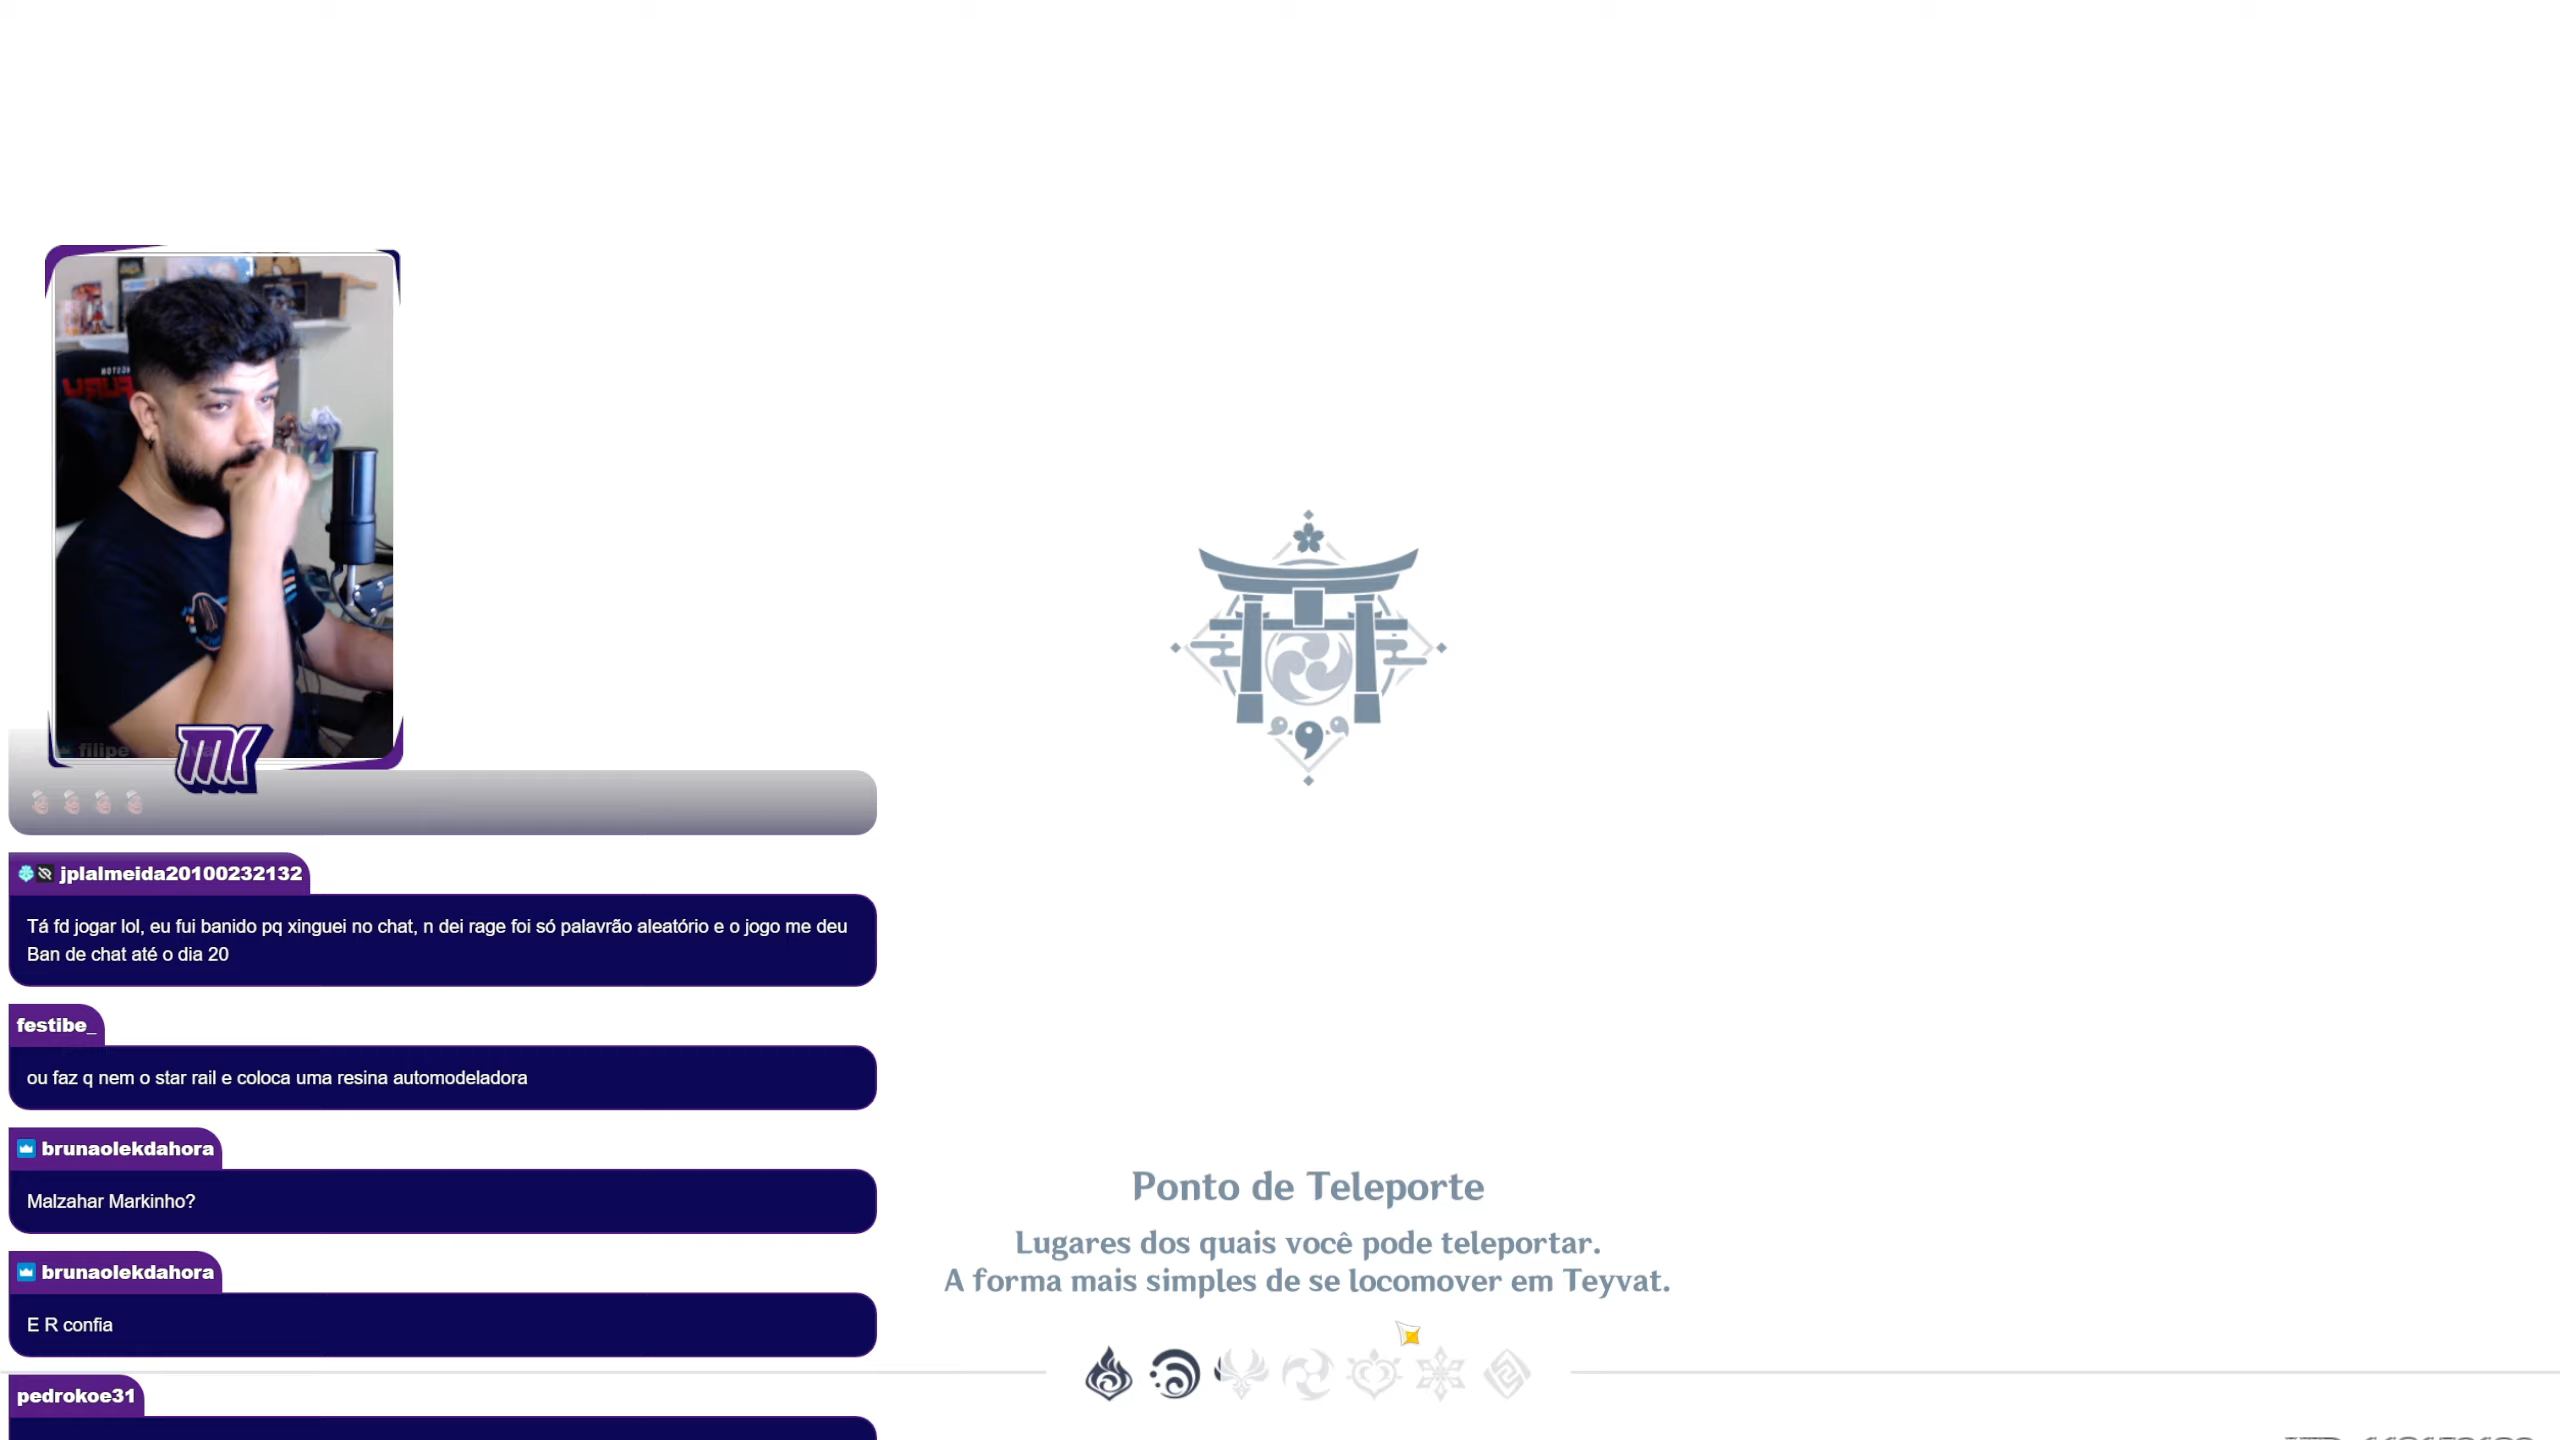 filipe
jplalmeida20100232132
Tá fd jogar lol, eu fui banido pq xinguei no chat, n dei rage foi só palavrão aleatório e o jogo me deu
Ban de chat até o dia 20
festibe_
ou faz q nem o star rail e coloca uma resina automodeladora
brunaolekdahora
Malzahar Markinho?
brunaolekdahora
E R confia
pedrokoe31
MK
Ponto de Teleporte
Lugares dos quais você pode teleportar.
A forma mais simples de se locomover em Teyvat.